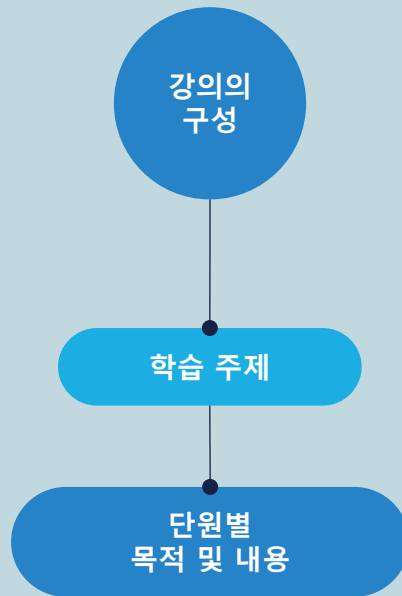 강의의
구성
학습 주제
단원별
목적 및 내용